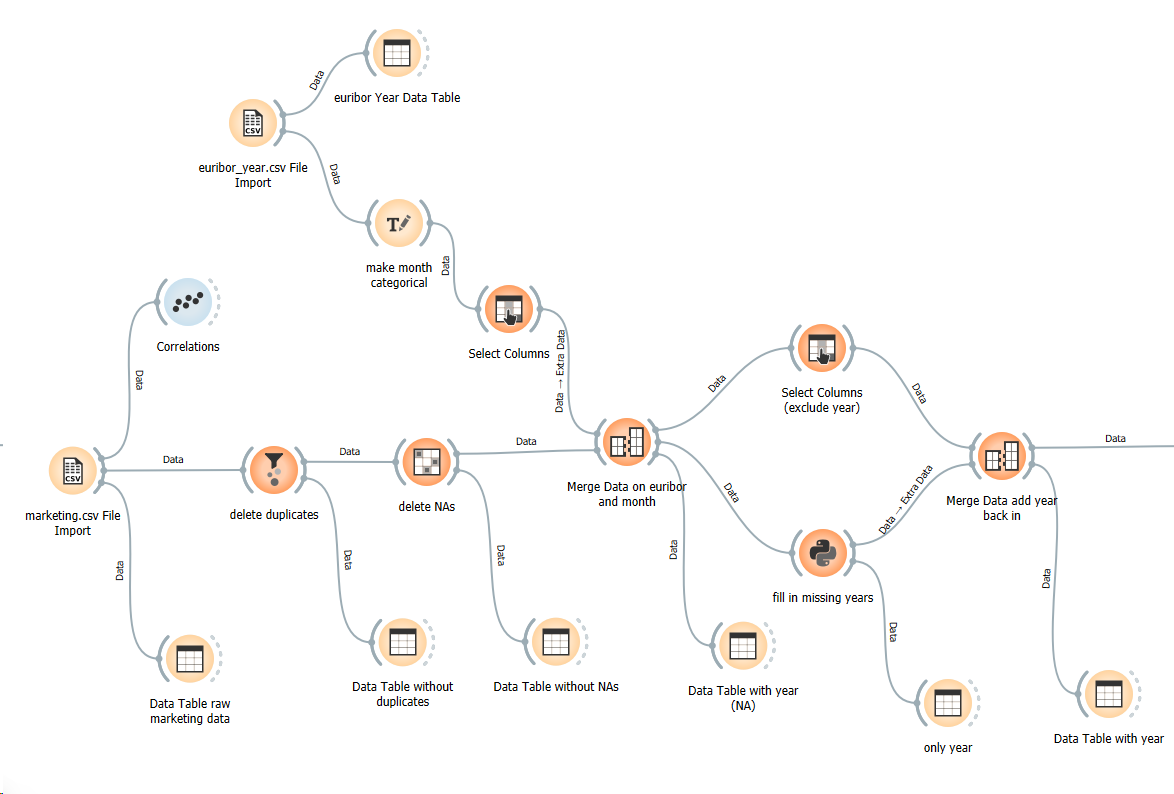 Data
euribor Year Data Table
CSV
euribor_year.csv File
Import
Data
T
make month
categorical
Data
Select Columns
Data → Extra Data
Correlations
Data
Data
Select Columns
(exclude year)
Data
CSV
marketing.csv File
Import
Data
delete duplicates
Data
delete NAs
Data
Merge Data on euribor
and month
Data
Data → Extra Data
Merge Data add year
back in
Data
Data
Data
Data
Data
fill in missing years
Data
Data
Data Table raw
marketing data
Data Table without
duplicates
Data Table without NAs
Data Table with year
(NA)
Data
only year
Data Table with year